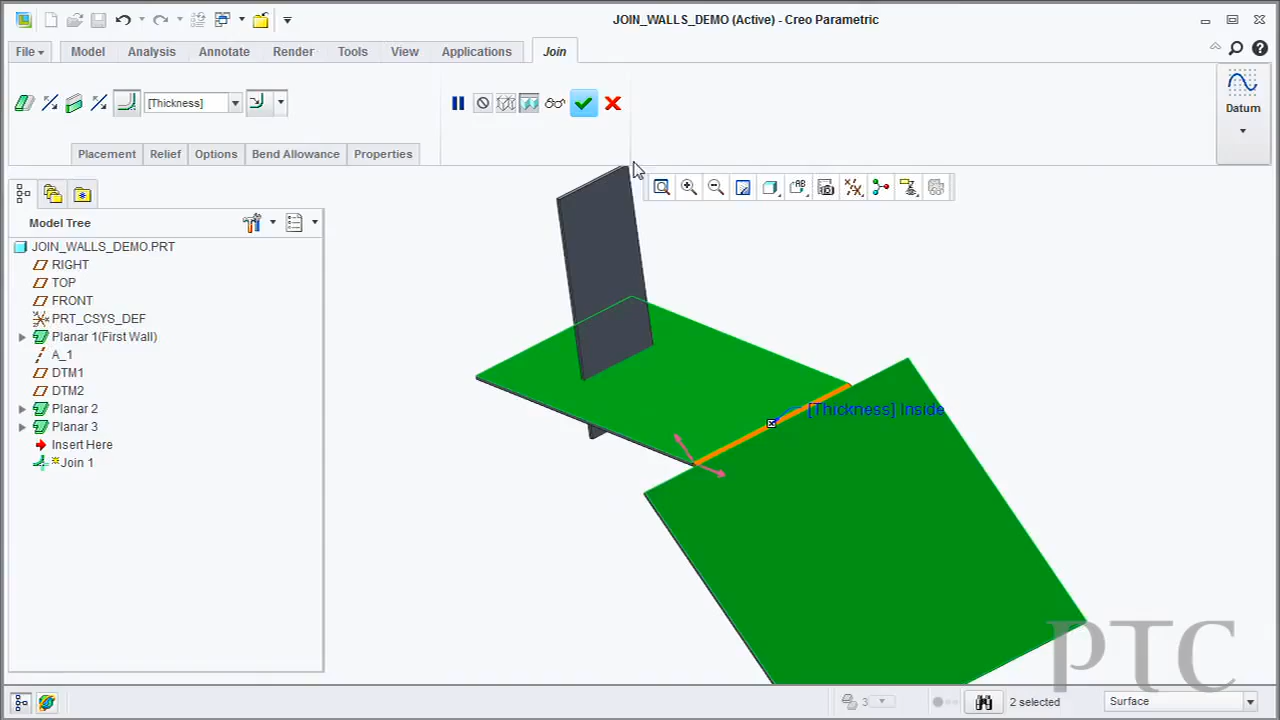 JOIN_WALLS_DEMO (Active) - Creo Parametric
File Model Analysis Annotate Render Tools View Applications Join
[Thickness]
Datum
Placement Relief Options Bend Allowance Properties
Model Tree
JOIN_WALLS_DEMO.PRT
RIGHT
TOP
FRONT
PRT_CSYS_DEF
Planar 1(First Wall)
A_1
DTM1
DTM2
Planar 2
Planar 3
Insert Here
Join 1
[Thickness] Inside
PTC
3
2 selected
Surface